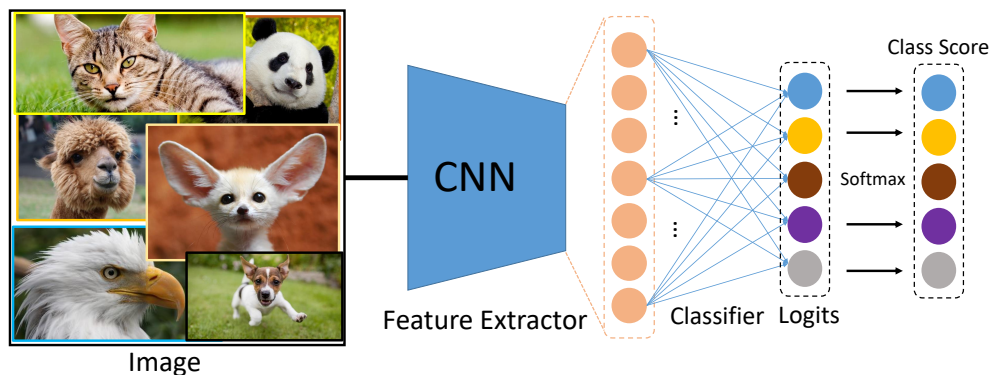 Class Score
CNN
...
Softmax
...
Feature Extractor
Classifier
Logits
Image